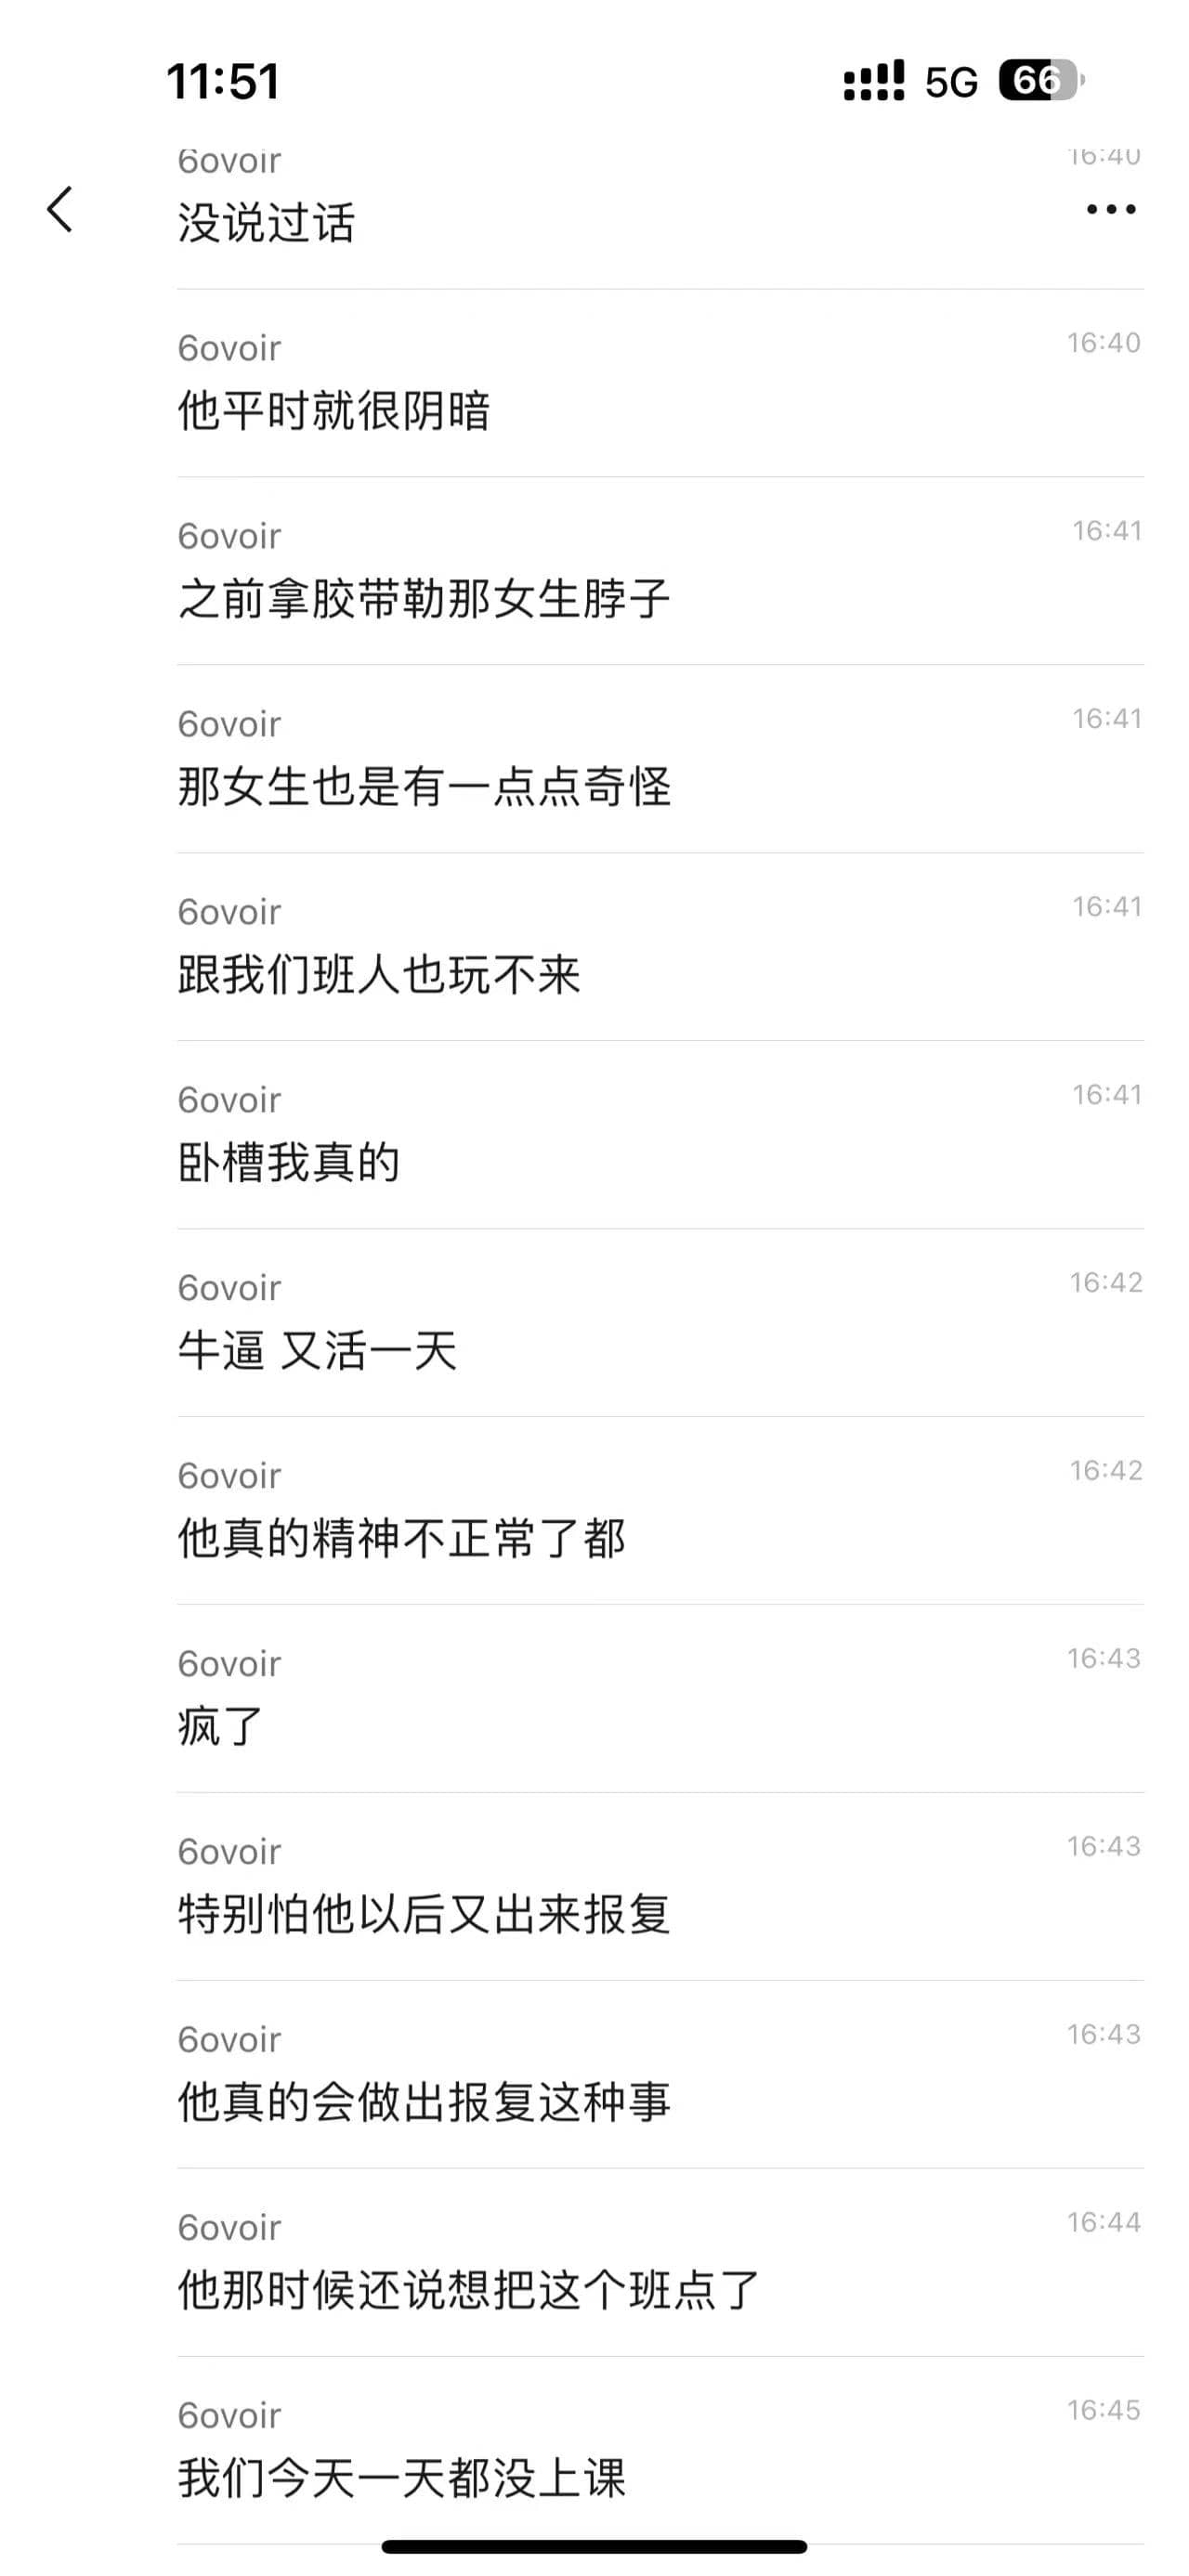 11:51
5G
66
6ovoir
16:40
没说过话
6ovoir
16:40
他平时就很阴暗
6ovoir
16:41
之前拿胶带勒那女生脖子
6ovoir
16:41
那女生也是有一点点奇怪
6ovoir
16:41
跟我们班人也玩不来
6ovoir
16:41
卧槽我真的
6ovoir
16:42
牛逼 又活一天
6ovoir
16:42
他真的精神不正常了都
6ovoir
16:43
疯了
6ovoir
16:43
特别怕他以后又出来报复
6ovoir
16:43
他真的会做出报复这种事
6ovoir
16:44
他那时候还说想把这个班点了
6ovoir
16:45
我们今天一天都没上课